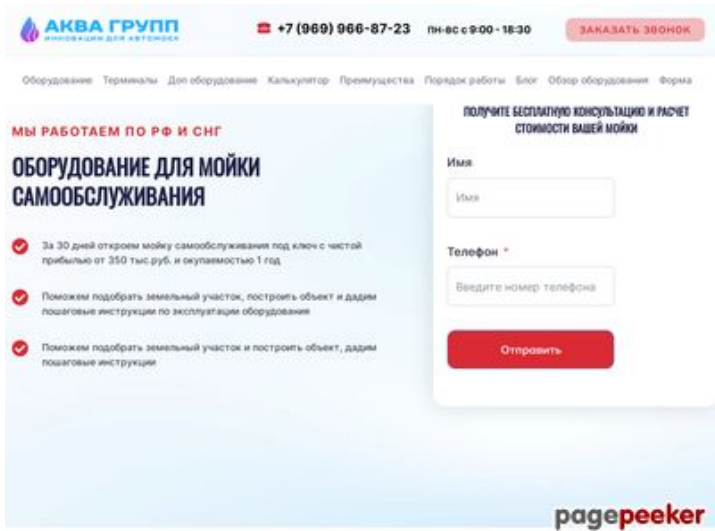 АКВА ГРУПП
ИННОВАЦИИ ДЛЯ АВТОМОЕК
+7 (969) 966-87-23
ПН-ВС с 9:00 - 18:30
ЗАКАЗАТЬ ЗВОНОК
Оборудование Терминалы Доп оборудование Калькулятор Преимущества Порядок работы Блог Обзор оборудования Форма
МЫ РАБОТАЕМ ПО РФ И СНГ
ОБОРУДОВАНИЕ ДЛЯ МОЙКИ
САМООБСЛУЖИВАНИЯ
За 30 дней откроем мойку самообслуживания под ключ с чистой
прибылью от 350 тыс.руб. и окупаемостью 1 год
Поможем подобрать земельный участок, построить объект и дадим
пошаговые инструкции по эксплуатации оборудования
Поможем подобрать земельный участок и построить объект, дадим
пошаговые инструкции
ПОЛУЧИТЕ БЕСПЛАТНУЮ КОНСУЛЬТАЦИЮ И РАСЧЕТ
СТОИМОСТИ ВАШЕЙ МОЙКИ
Имя
Имя
Телефон *
Введите номер телефона
Отправить
pagepeeker